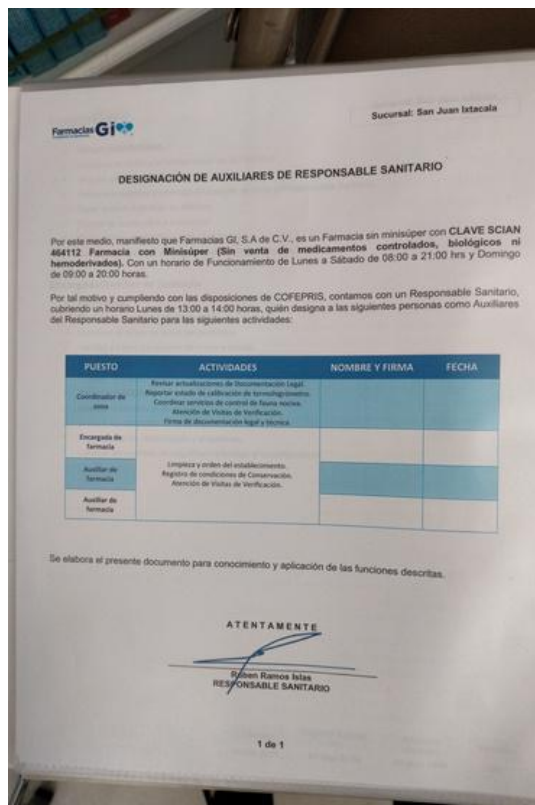 Sucursal: San Juan Ixtacala
Farmacias Gi
DESIGNACIÓN DE AUXILIARES DE RESPONSABLE SANITARIO
Por este medio, manifiesto que Farmacias GI, S.A de C.V., es un Farmacia sin minisúper con CLAVE SCIAN
464112 Farmacia con Minisúper (Sin venta de medicamentos controlados, biológicos ni
hemoderivados). Con un horario de Funcionamiento de Lunes a Sábado de 08:00 a 21:00 hrs y Domingo
de 09:00 a 20:00 horas.
Por tal motivo y cumpliendo con las disposiciones de COFEPRIS, contamos con un Responsable Sanitario,
cubriendo un horario Lunes de 13:00 a 14:00 horas, quién designa a las siguientes personas como Auxiliares
del Responsable Sanitario para las siguientes actividades:
PUESTO ACTIVIDADES NOMBRE Y FIRMA FECHA
Coordinador de zona
Revisar actualizaciones de Documentación Legal.
Reportar estado de calibración de termohigrómetro.
Coordinar servicios de control de fauna nociva.
Atención de Visitas de Verificación.
Firma de documentación legal y técnica.
Encargada de
farmacia
Auxiliar de
farmacia
Auxiliar de
farmacia
Limpieza y orden del establecimiento.
Registro de condiciones de Conservación.
Atención de Visitas de Verificación.
Se elabora el presente documento para conocimiento y aplicación de las funciones descritas.
ATENTAMENTE
Ruben Ramos Islas
RESPONSABLE SANITARIO
1 de 1